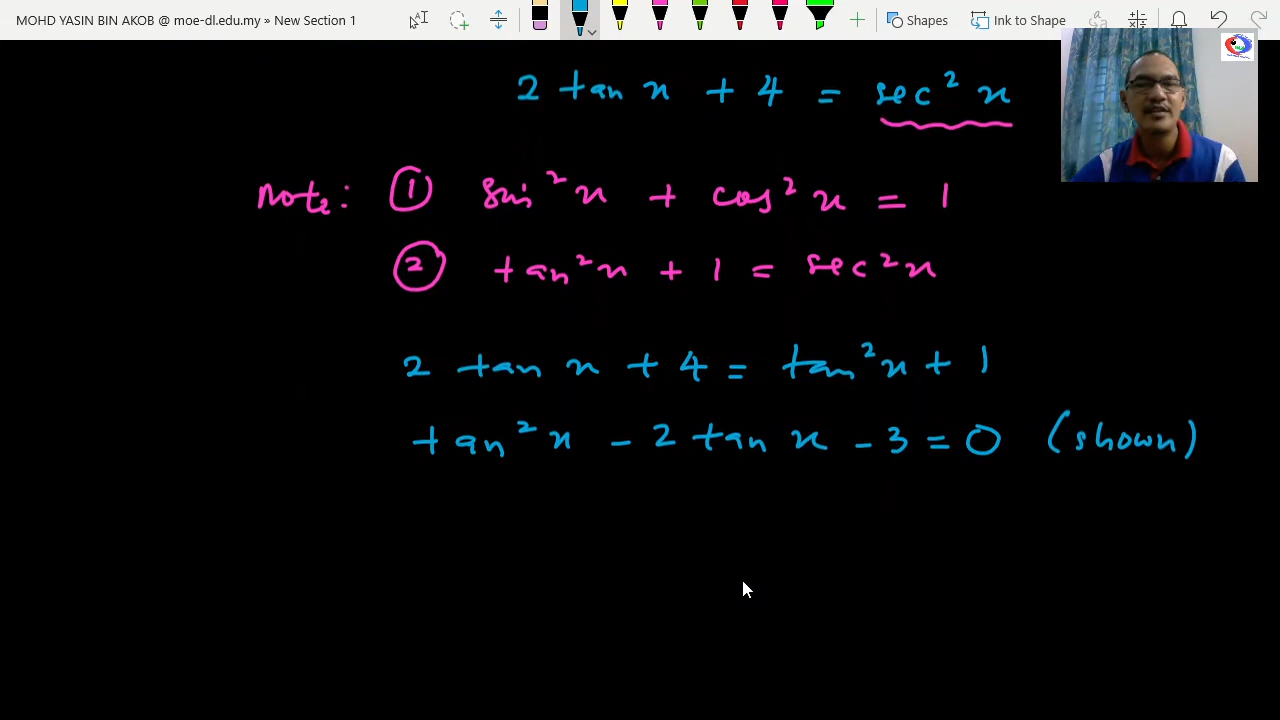 MOHD YASIN BIN AKOB @ moe-dl.edu.my » New Section 1
Shapes
Ink to Shape
2 tan x + 4 = sec² x
Note: ① sin² x + cos² x = 1
② tan² x + 1 = sec² x
2 tan x + 4 = tan² x + 1
tan² x - 2 tan x - 3 = 0 (shown)